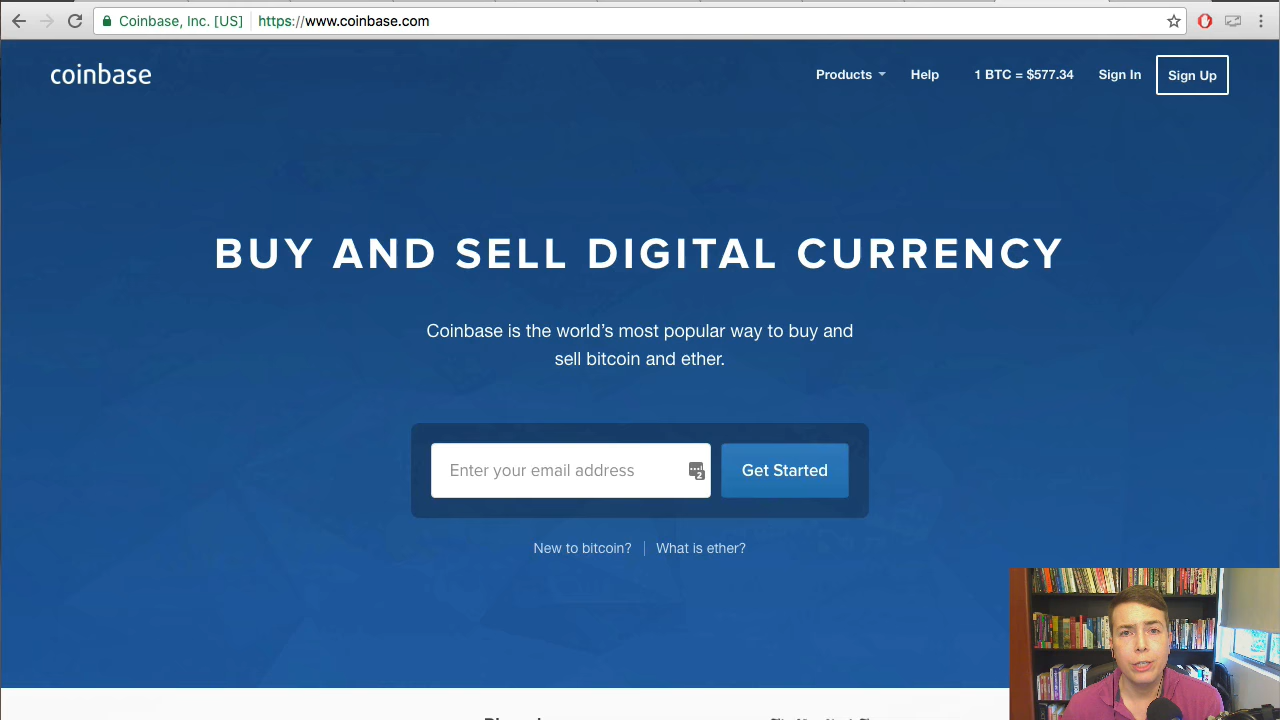 Coinbase, Inc. [US] https://www.coinbase.com
coinbase
Products Help 1 BTC = $577.34 Sign In Sign Up
BUY AND SELL DIGITAL CURRENCY
Coinbase is the world’s most popular way to buy and
sell bitcoin and ether.
Enter your email address
Get Started
New to bitcoin? What is ether?